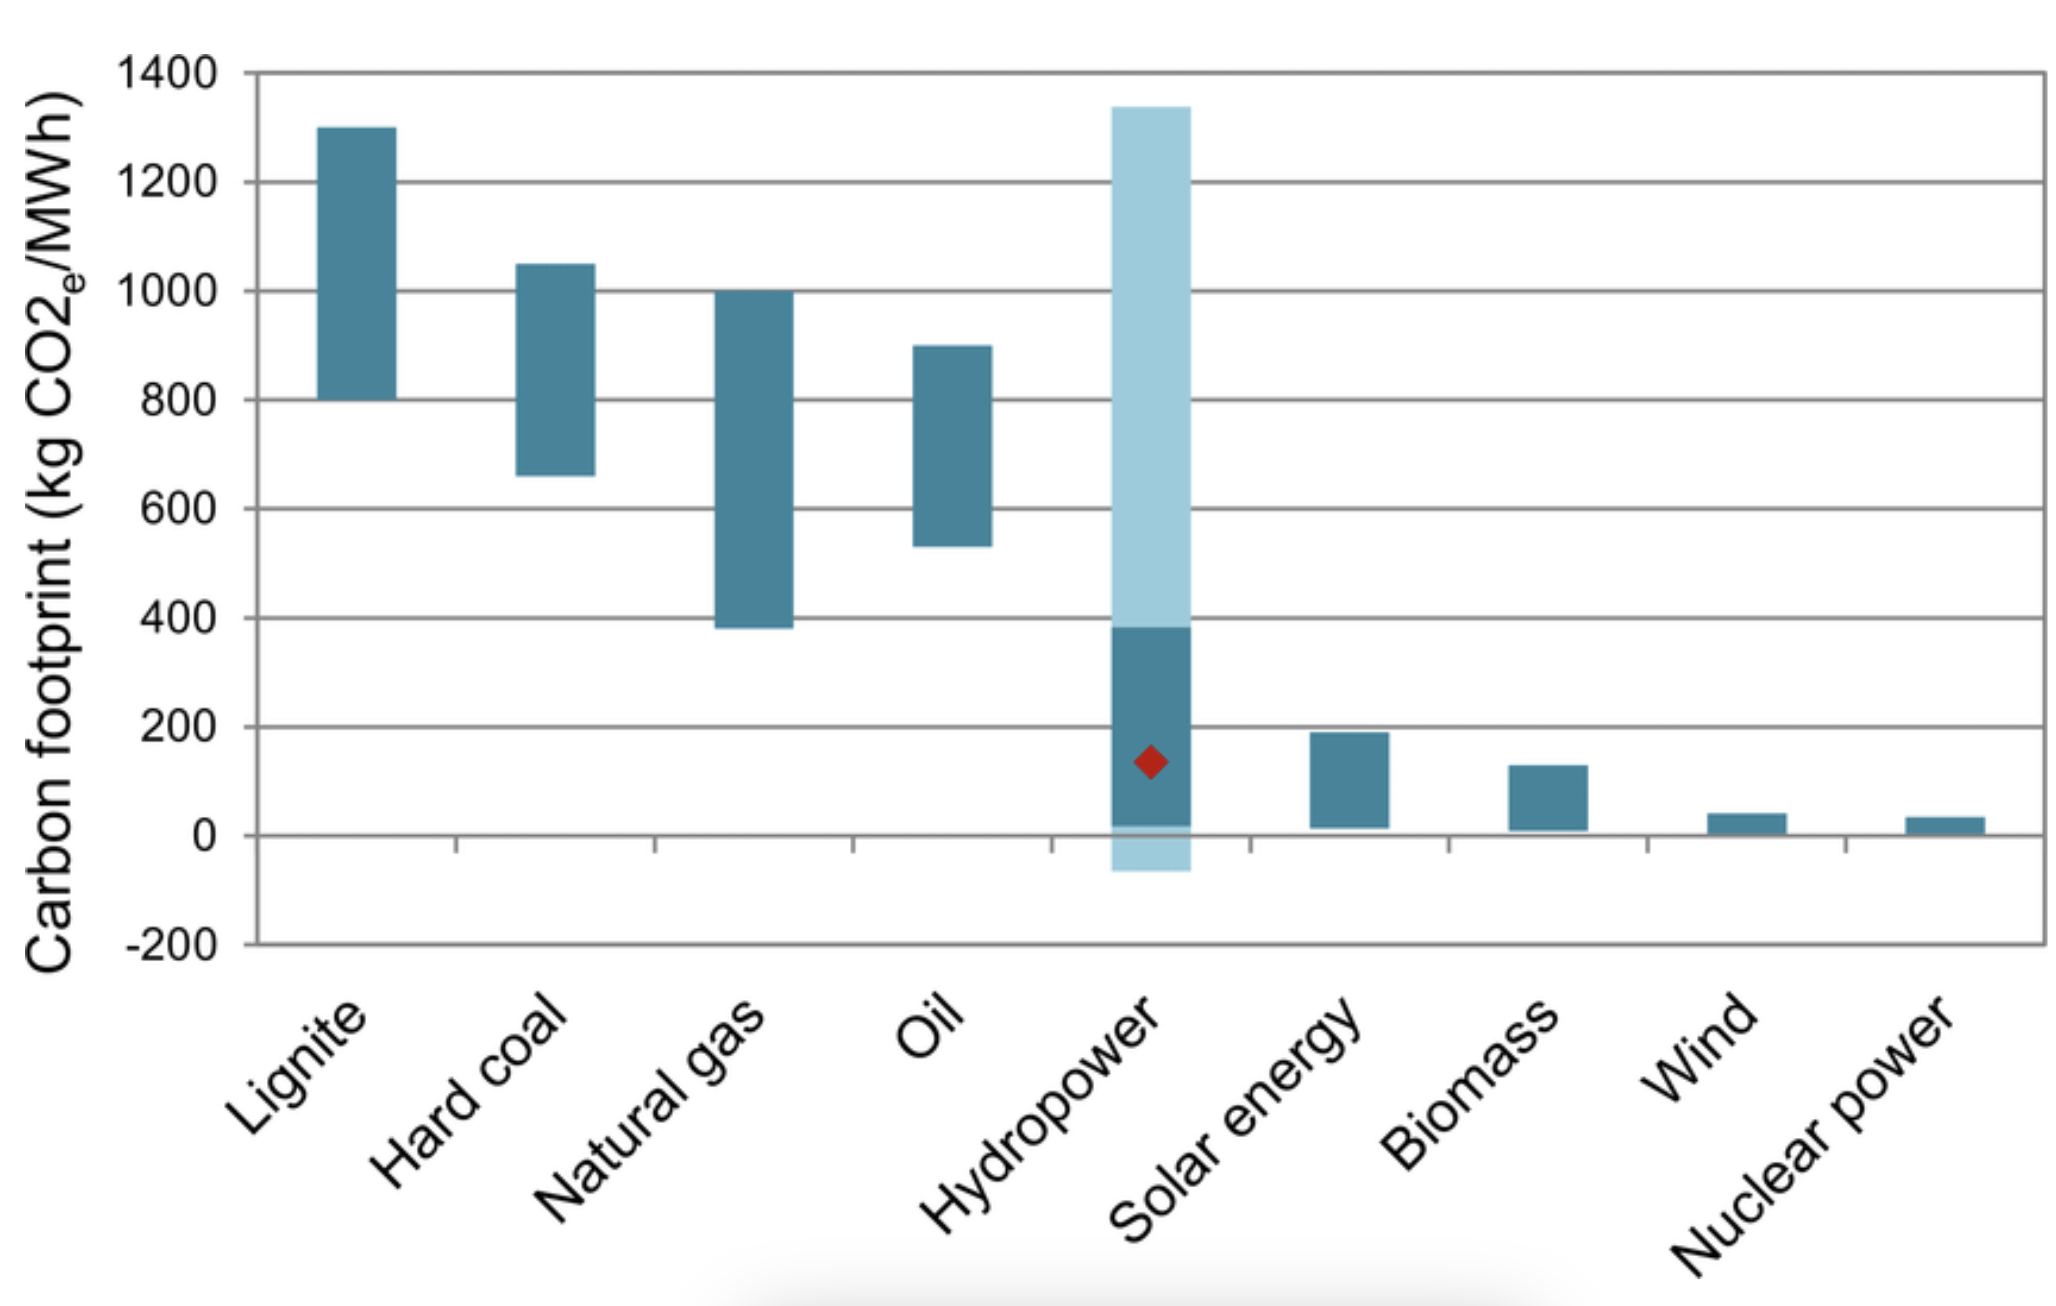 Carbon footprint (kg CO2e/MWh)
1400
1200
1000
800
600
400
200
0
-200
Lignite
Hard coal
Natural gas
Oil
Hydropower
Solar energy
Biomass
Wind
Nuclear power